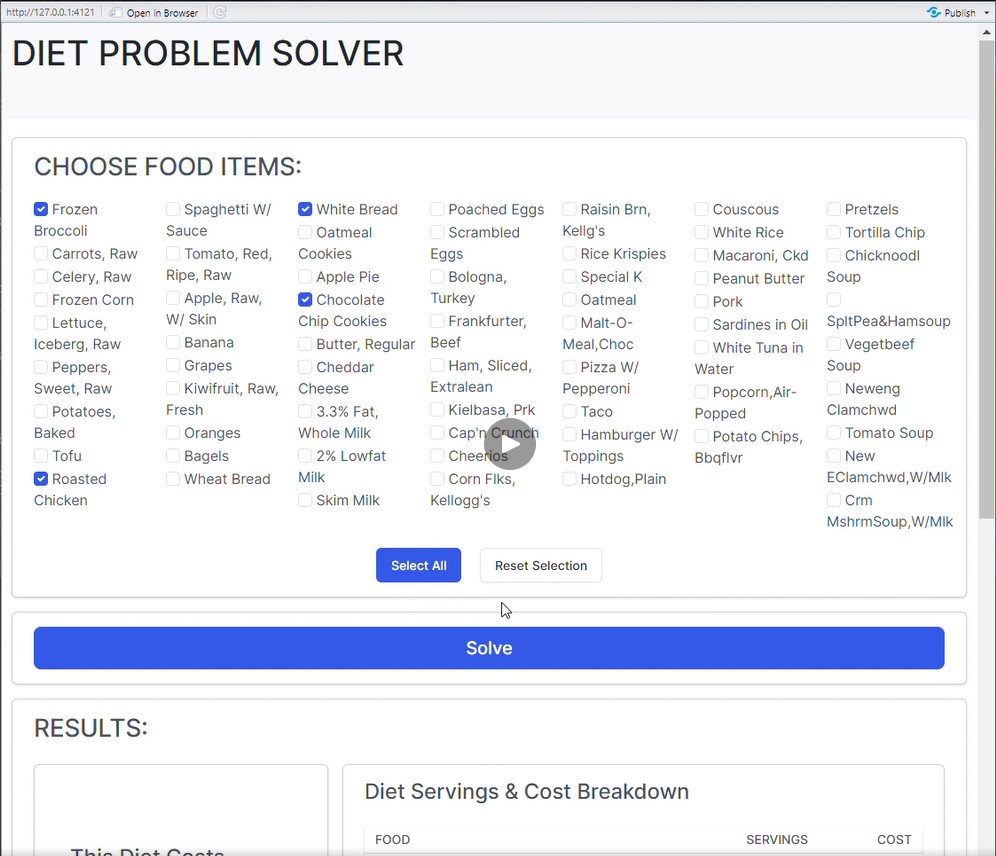 http://127.0.0.1:4121
Open in Browser
Publish
DIET PROBLEM SOLVER
CHOOSE FOOD ITEMS:
Frozen
Broccoli
Carrots, Raw
Celery, Raw
Frozen Corn
Lettuce,
Iceberg, Raw
Peppers,
Sweet, Raw
Potatoes,
Baked
Tofu
Roasted
Chicken
Spaghetti W/
Sauce
Tomato, Red,
Ripe, Raw
Apple, Raw,
W/ Skin
Banana
Grapes
Kiwifruit, Raw,
Fresh
Oranges
Bagels
Wheat Bread
White Bread
Oatmeal
Cookies
Apple Pie
Chocolate
Chip Cookies
Butter, Regular
Cheddar
Cheese
3.3% Fat,
Whole Milk
2% Lowfat
Milk
Skim Milk
Poached Eggs
Scrambled
Eggs
Bologna,
Turkey
Frankfurter,
Beef
Ham, Sliced,
Extralean
Kielbasa, Prk
Cap'n Crunch
Cheerios
Corn Flks,
Kellogg's
Raisin Brn,
Kellg's
Rice Krispies
Special K
Oatmeal
Malt-O-
Meal,Choc
Pizza W/
Pepperoni
Taco
Hamburger W/
Toppings
Hotdog,Plain
Couscous
White Rice
Macaroni, Ckd
Peanut Butter
Pork
Sardines in Oil
White Tuna in
Water
Popcorn,Air-
Popped
Potato Chips,
Bbqflvr
Pretzels
Tortilla Chip
Chicknoodl
Soup
SpltPea&Hamsoup
Vegetbeef
Soup
Neweng
Clamchwd
Tomato Soup
New
EClamchwd,W/Mlk
Crm
MshrmSoup,W/Mlk
Select All
Reset Selection
Solve
RESULTS:
Diet Servings & Cost Breakdown
FOOD SERVINGS COST
This Diet Costs